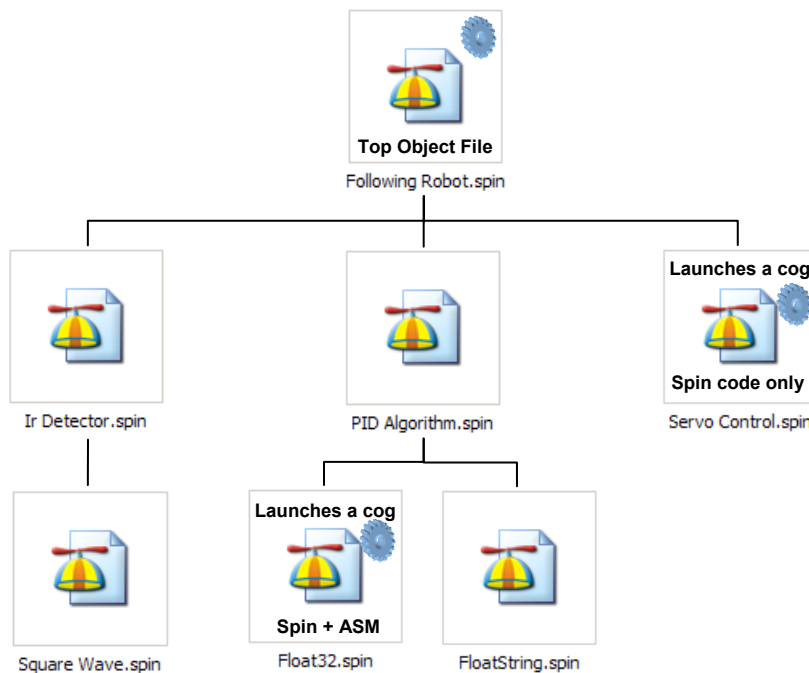 Top Object File
Following Robot.spin
Launches a cog
Spin code only
Ir Detector.spin
PID Algorithm.spin
Servo Control.spin
Launches a cog
Spin + ASM
Square Wave.spin
Float32.spin
FloatString.spin